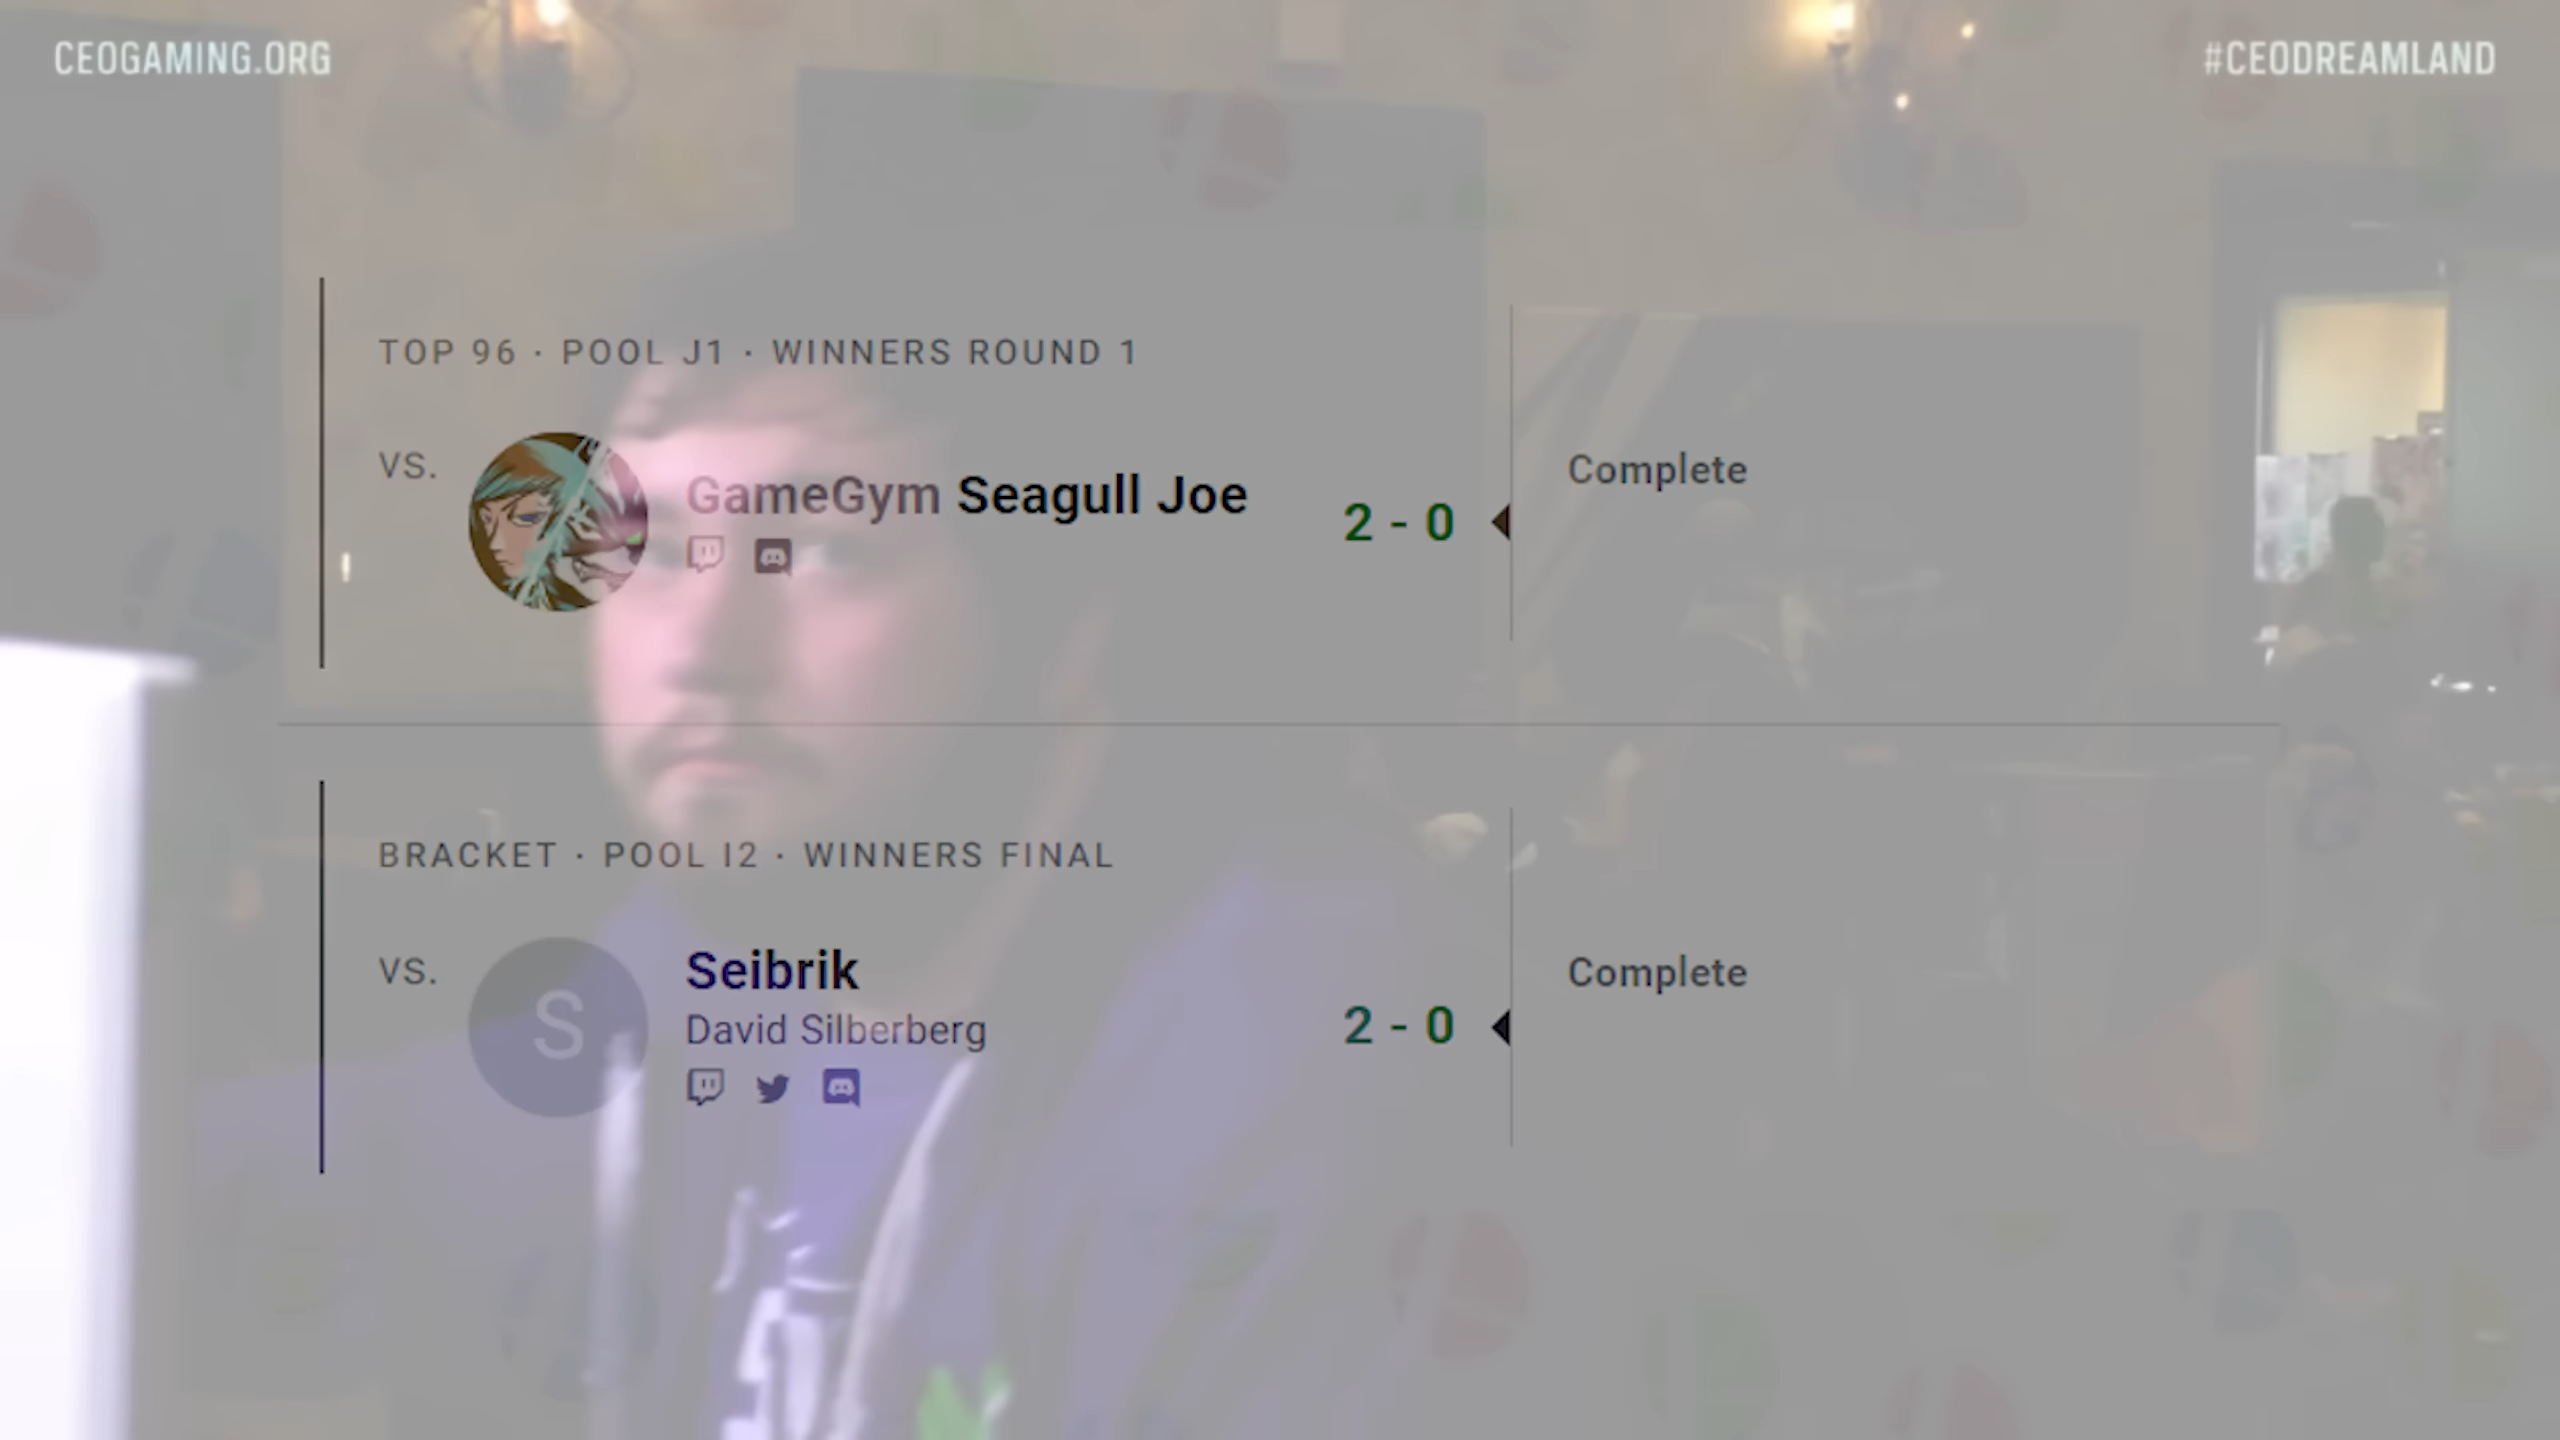 CEOGAMING.ORG
#CEODREAMLAND
TOP 96 · POOL J1 · WINNERS ROUND 1
VS.
GameGym Seagull Joe
2 - 0
Complete
BRACKET · POOL I2 · WINNERS FINAL
VS.
S
Seibrik
David Silberberg
2 - 0
Complete